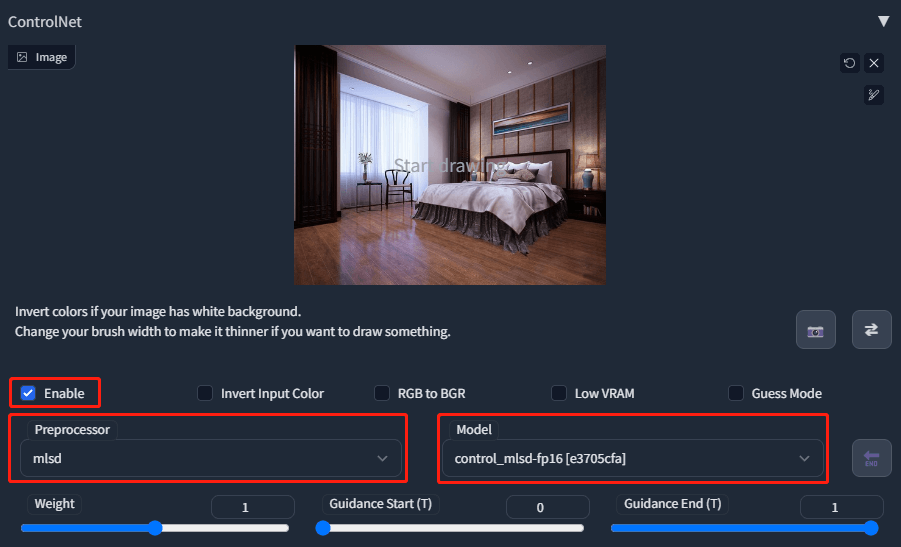 ControlNet
Image
Start drawing
Invert colors if your image has white background.
Change your brush width to make it thinner if you want to draw something.
Enable Invert Input Color RGB to BGR Low VRAM Guess Mode
Preprocessor Model
mlsd control_mlsd-fp16 [e3705cfa] END
Weight 1 Guidance Start (T) 0 Guidance End (T) 1